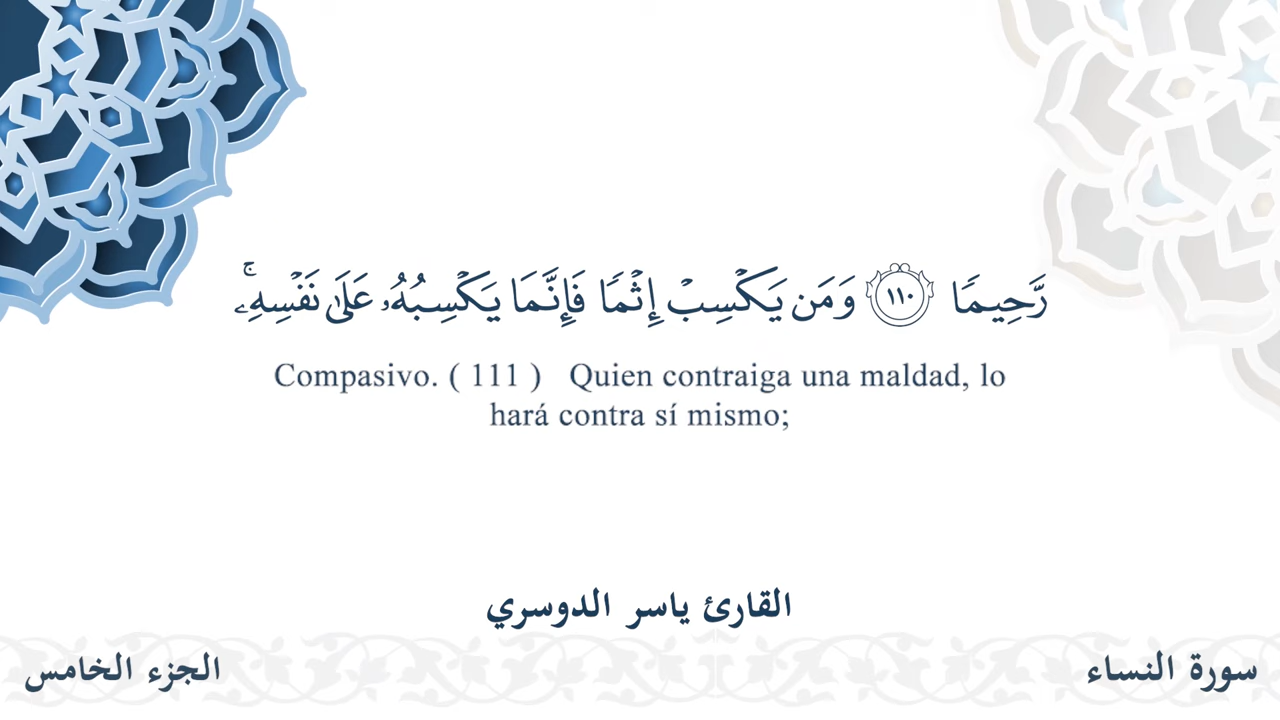 رَّحِيمًا ١١٠ وَمَن يَكْسِبْ إِثْمًا فَإِنَّمَا يَكْسِبُهُۥ عَلَىٰ نَفْسِهِۦۚ
Compasivo. ( 111 ) Quien contraiga una maldad, lo
hará contra sí mismo;
القارئ ياسر الدوسري
سورة النساء
الجزء الخامس